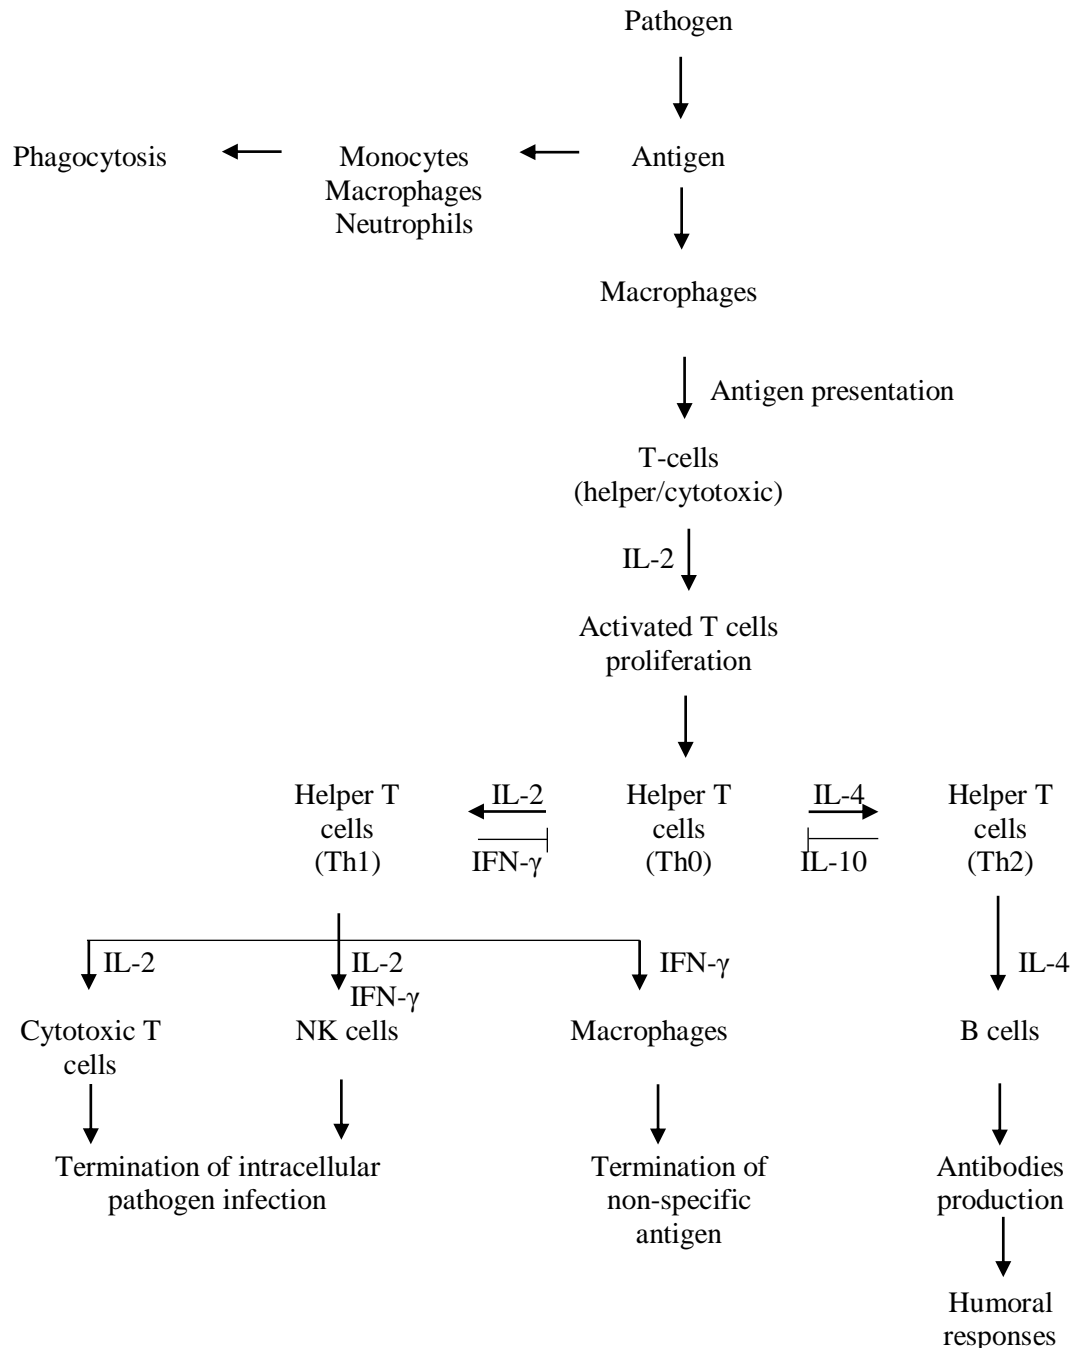 Pathogen
Phagocytosis
Monocytes
Macrophages
Neutrophils
Antigen
Macrophages
Antigen presentation
T-cells
(helper/cytotoxic)
IL-2
Activated T cells
proliferation
Helper T
cells
(Th1)
IL-2
IFN-γ
Helper T
cells
(Th0)
IL-4
IL-10
Helper T
cells
(Th2)
IL-2
IL-2
IFN-γ
IFN-γ
IL-4
Cytotoxic T
cells
NK cells
Macrophages
B cells
Termination of intracellular
pathogen infection
Termination of
non-specific
antigen
Antibodies
production
Humoral
responses